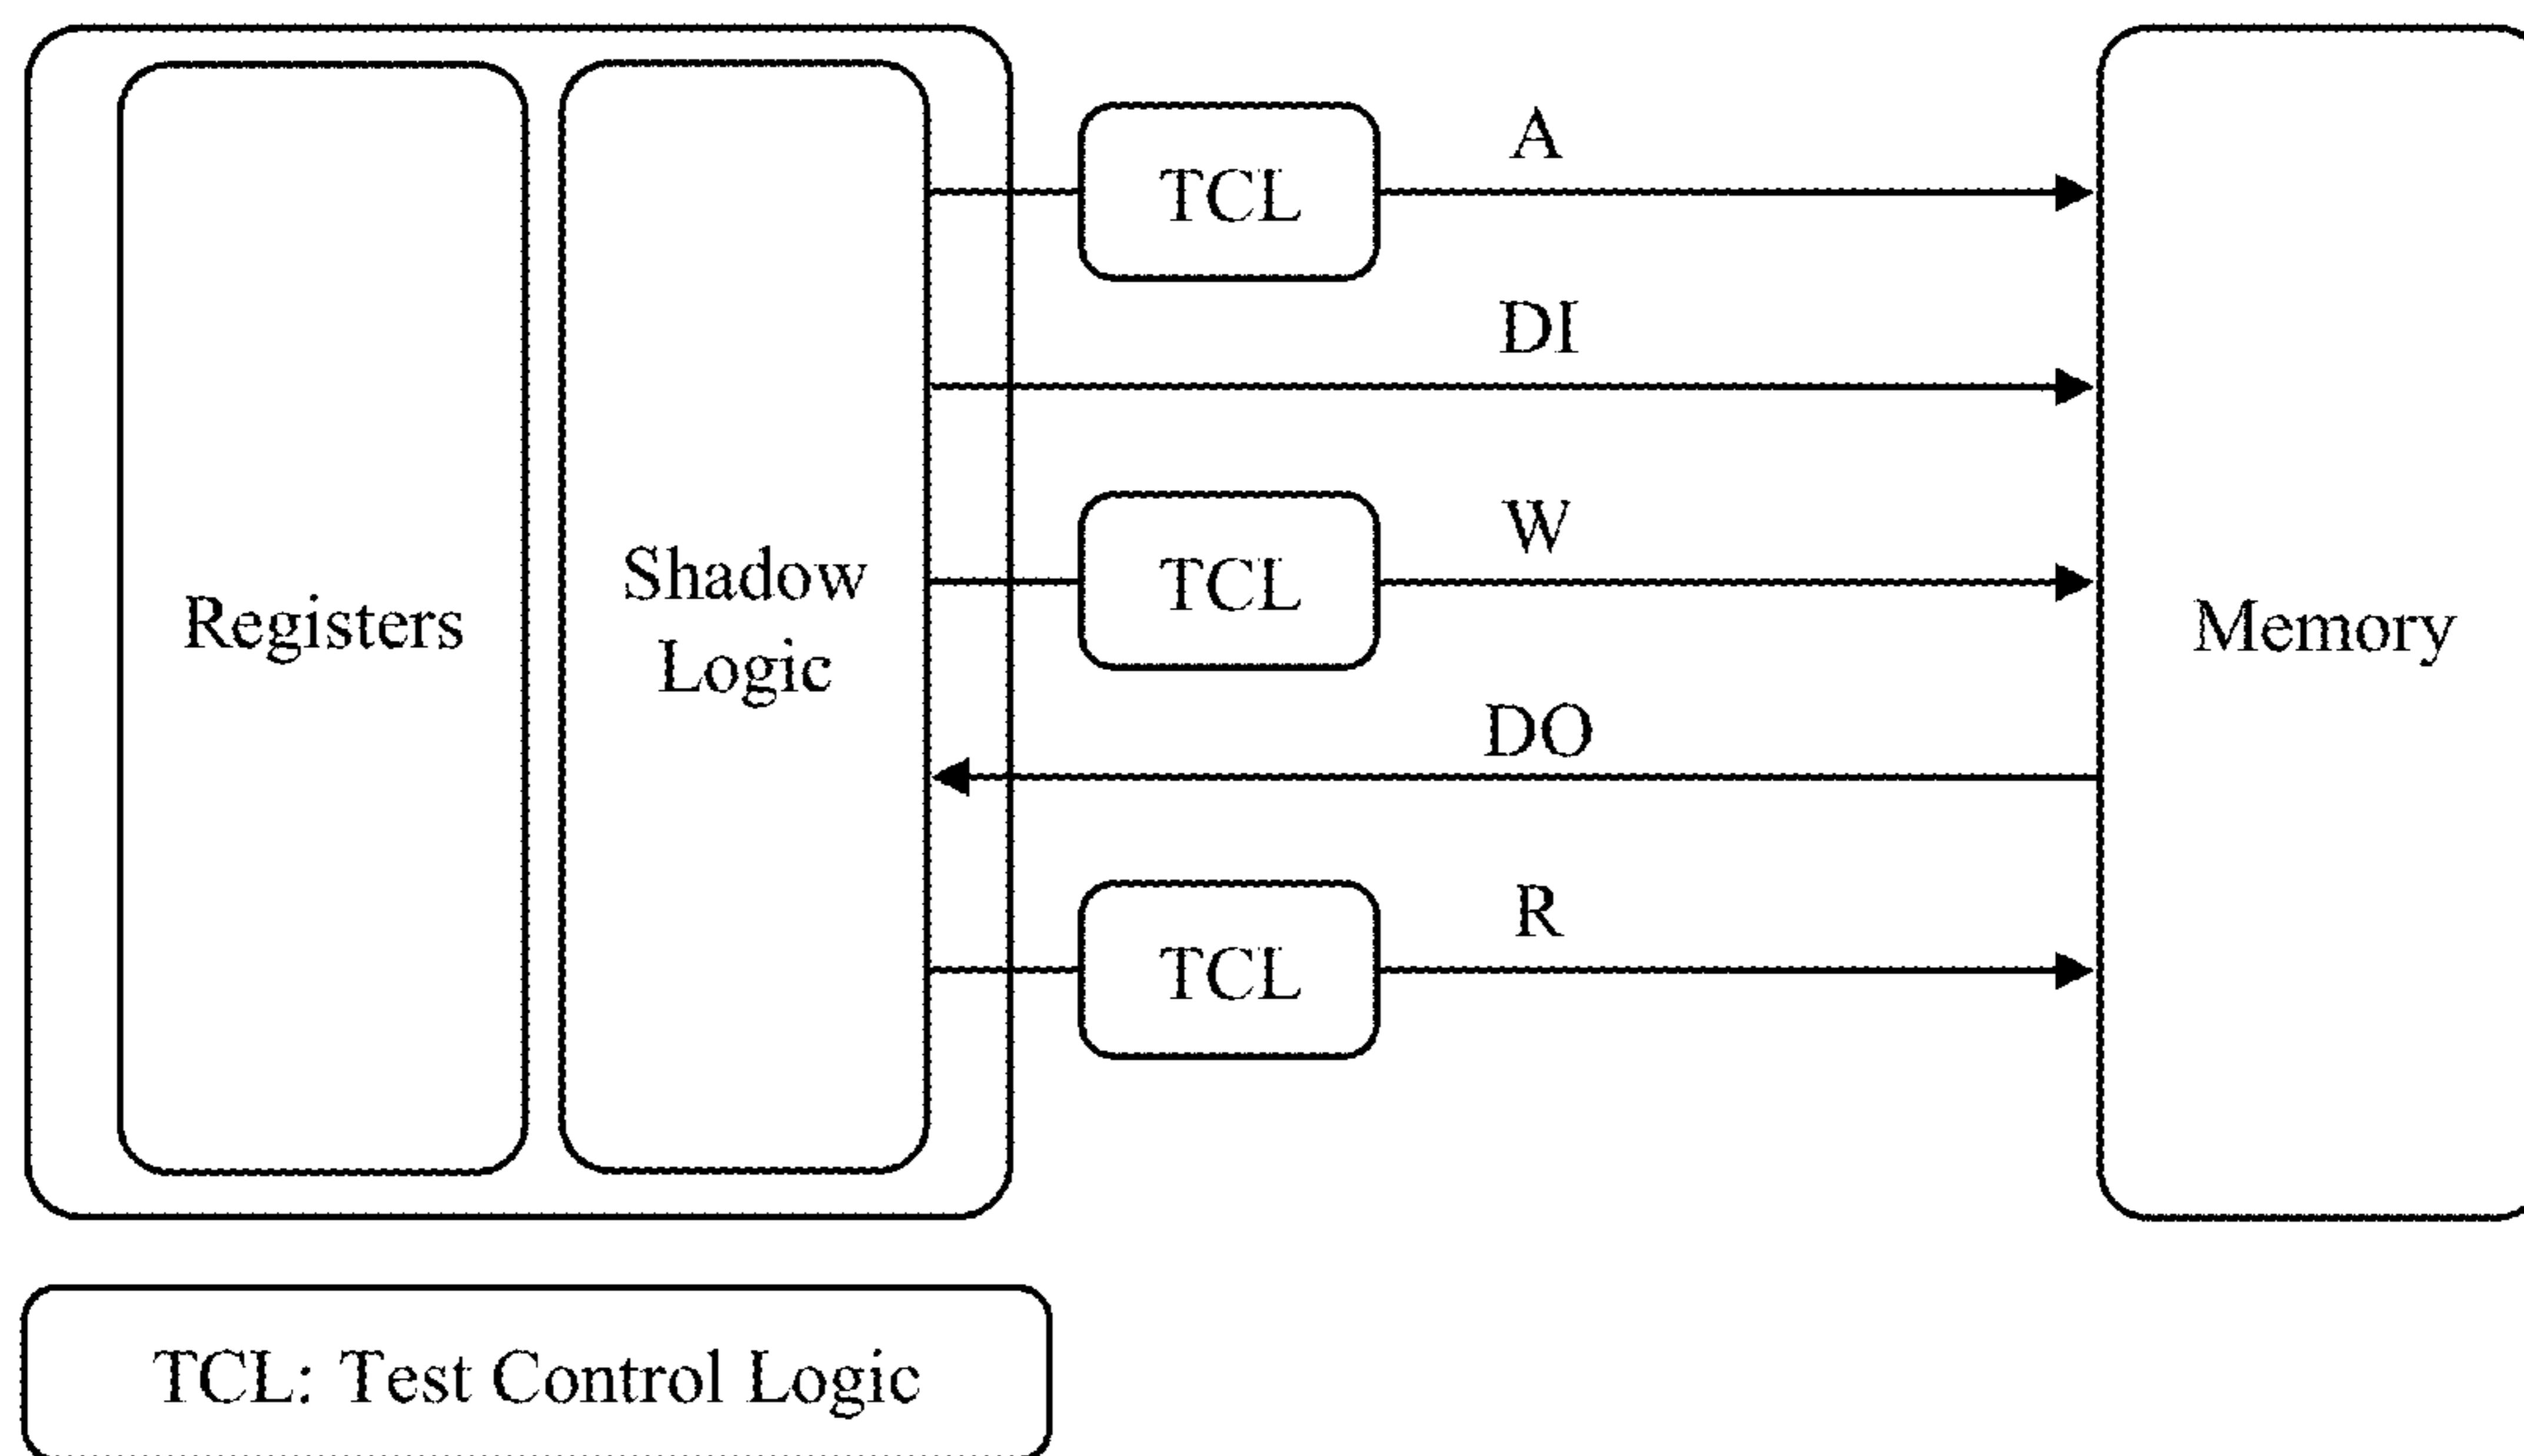 TCL
A
DI
Registers
Shadow
Logic
TCL
W
Memory
DO
TCL
R
TCL: Test Control Logic